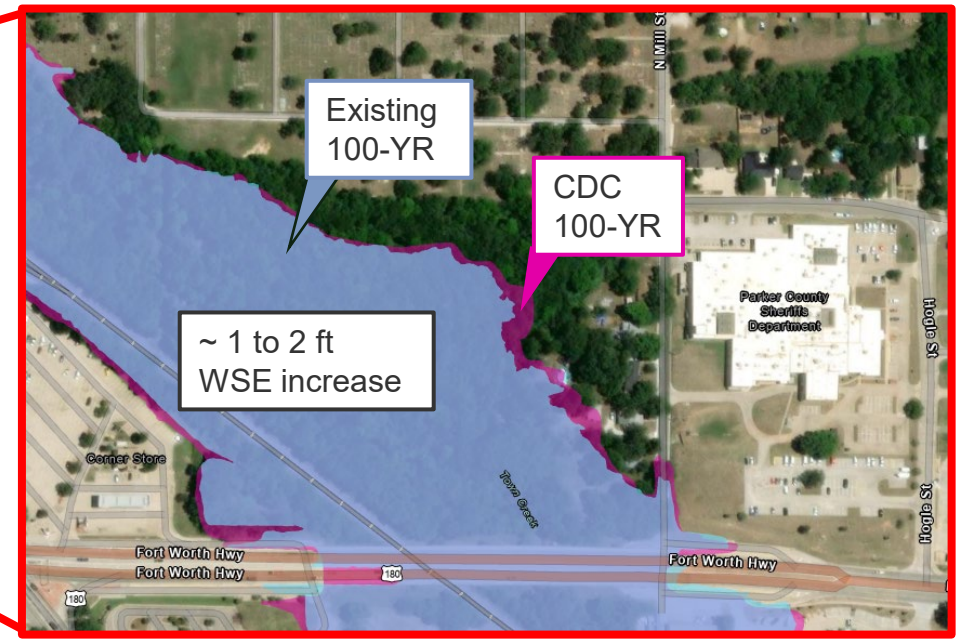 N Mill St
Existing
100-YR
CDC
100-YR
Parker County
Sheriffs
Department
Hogle St
~ 1 to 2 ft
WSE increase
Corner Store
Town Creek
Hogle St
Fort Worth Hwy
Fort Worth Hwy
Fort Worth Hwy
180
180